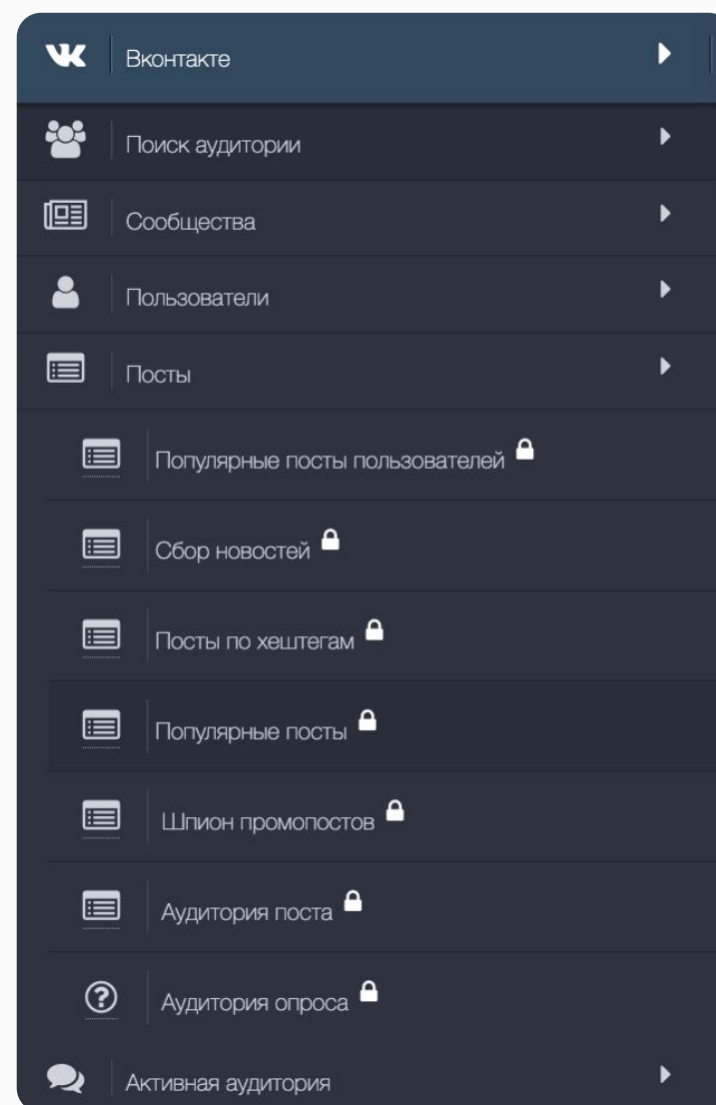 Вконтакте
Поиск аудитории
Сообщества
Пользователи
Посты
Популярные посты пользователей
Сбор новостей
Посты по хештегам
Популярные посты
Шпион промопостов
Аудитория поста
Аудитория опроса
Активная аудитория